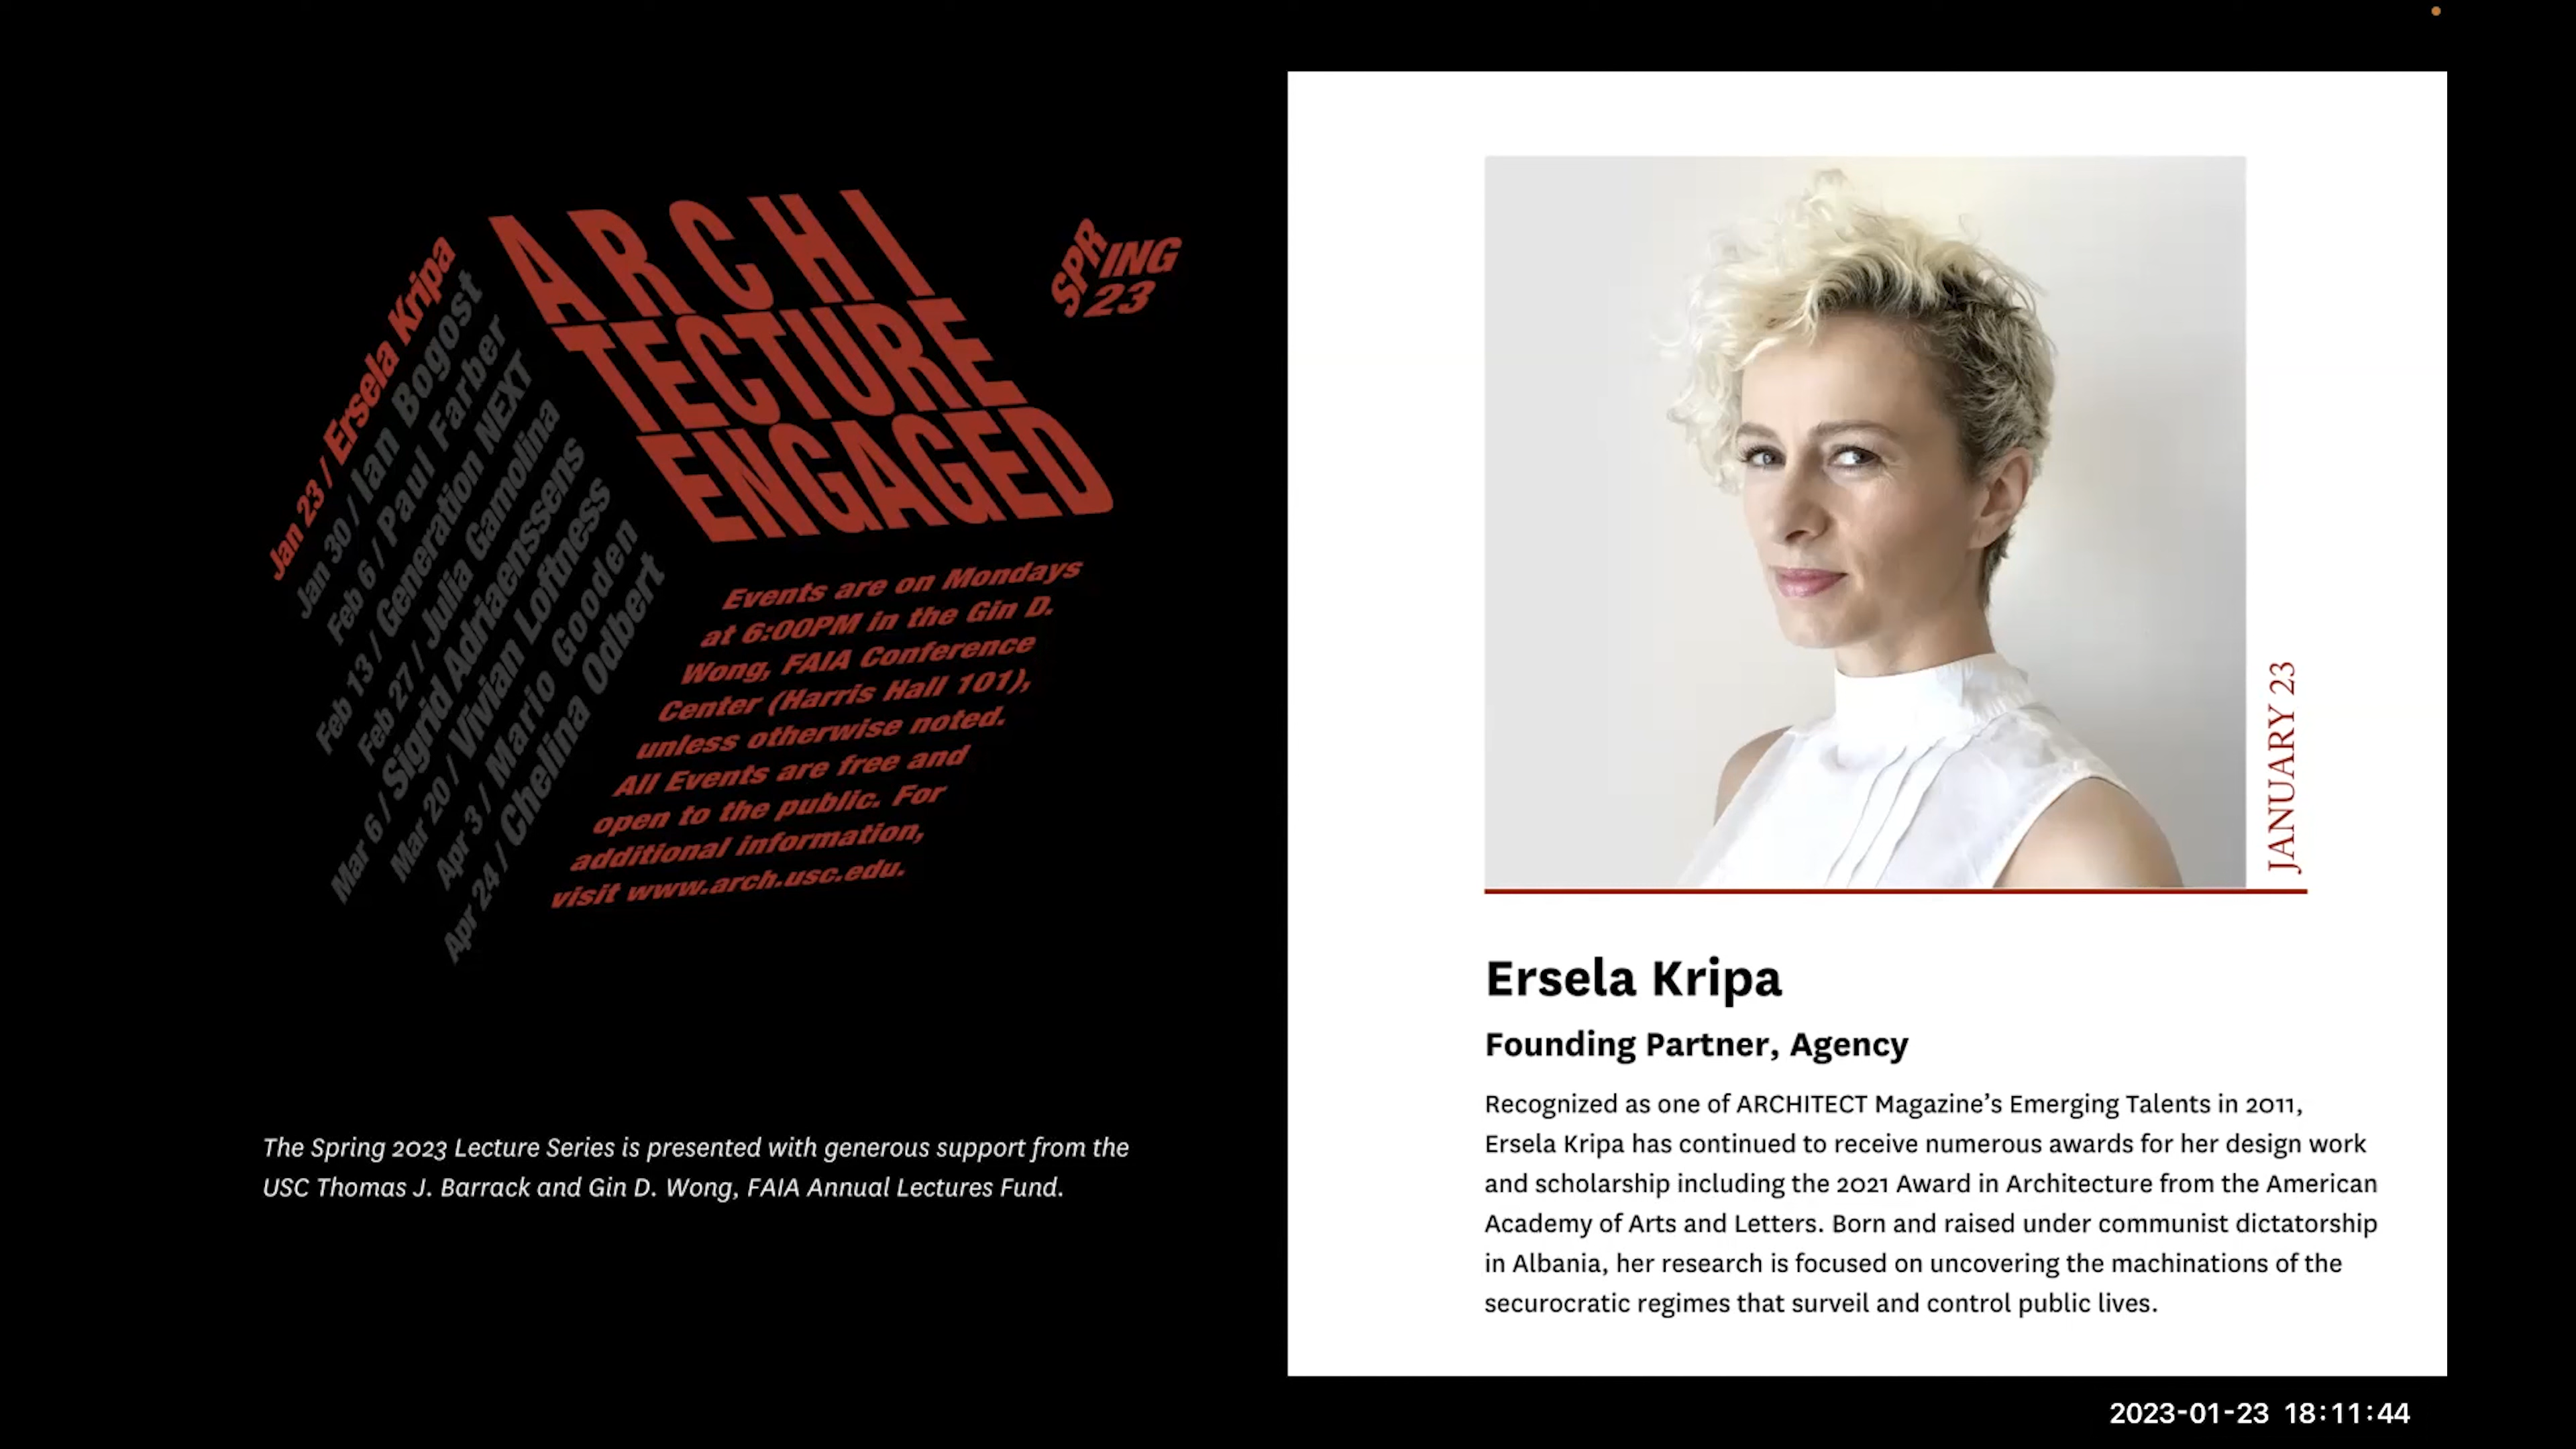 ARCHI
TECTURE
ENGAGED
SPRING
23
Jan 23 / Ersela Kripa
Jan 30 / Ian Bogost
Feb 6 / Paul Farber
Feb 13 / Generation NEXT
Feb 27 / Julia Gamolina
Mar 6 / Sigrid Adriaenssens
Mar 20 / Vivian Loftness
Apr 3 / Mario Gooden
Apr 24 / Chelina Odbert
Events are on Mondays
at 6:00PM in the Gin D.
Wong, FAIA Conference
Center (Harris Hall 101),
unless otherwise noted.
All Events are free and
open to the public. For
additional information,
visit www.arch.usc.edu.
The Spring 2023 Lecture Series is presented with generous support from the
USC Thomas J. Barrack and Gin D. Wong, FAIA Annual Lectures Fund.
JANUARY 23
Ersela Kripa
Founding Partner, Agency
Recognized as one of ARCHITECT Magazine’s Emerging Talents in 2011,
Ersela Kripa has continued to receive numerous awards for her design work
and scholarship including the 2021 Award in Architecture from the American
Academy of Arts and Letters. Born and raised under communist dictatorship
in Albania, her research is focused on uncovering the machinations of the
securocratic regimes that surveil and control public lives.
2023-01-23 18:11:44